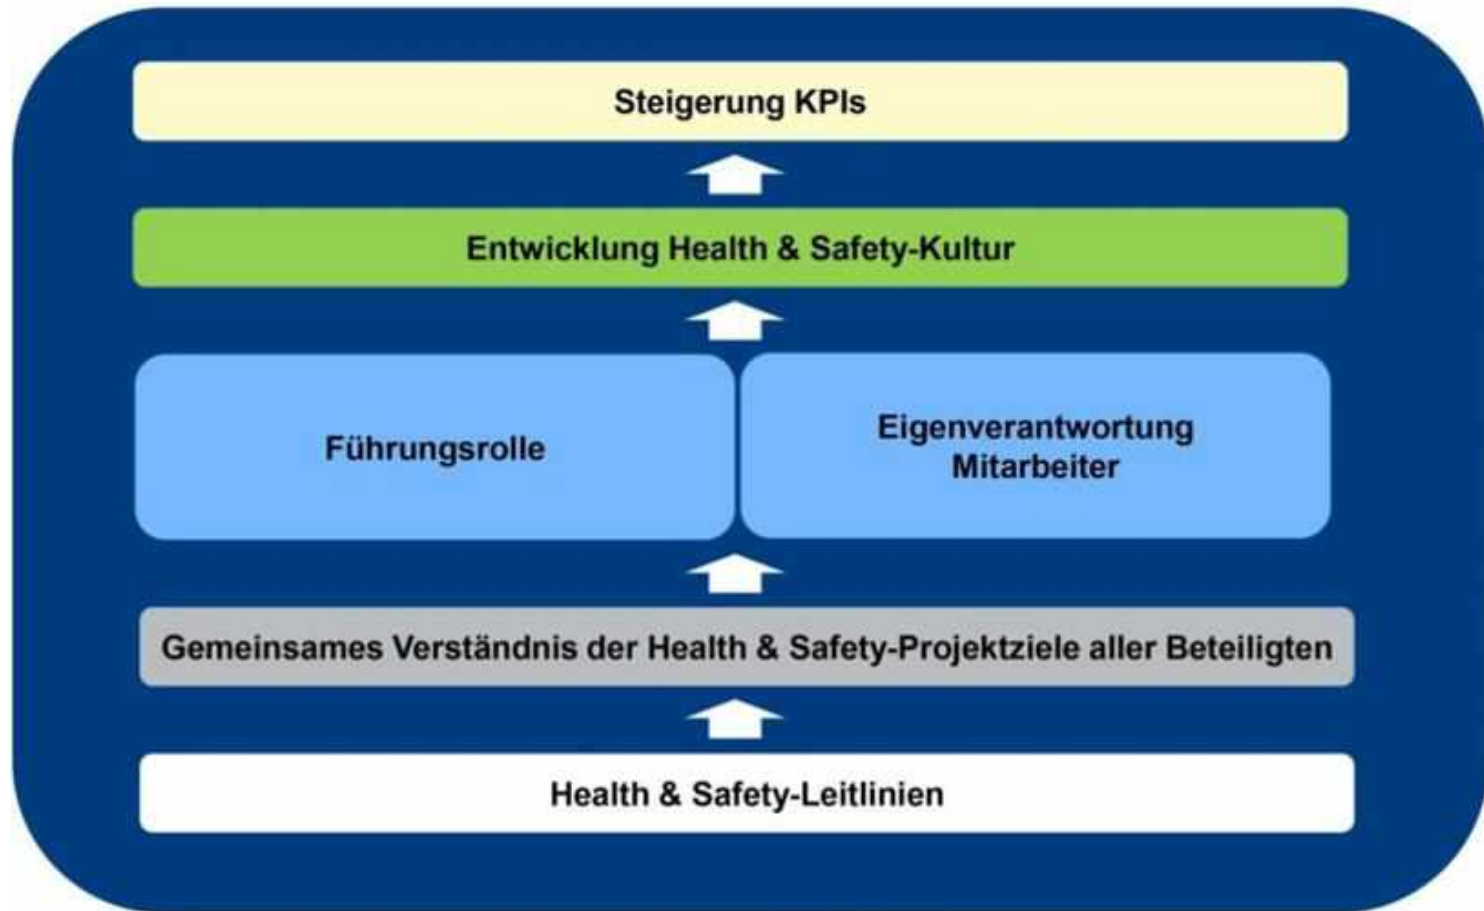 Steigerung KPIs
Entwicklung Health & Safety-Kultur
Führungsrolle
Eigenverantwortung
Mitarbeiter
Gemeinsames Verständnis der Health & Safety-Projektziele aller Beteiligten
Health & Safety-Leitlinien